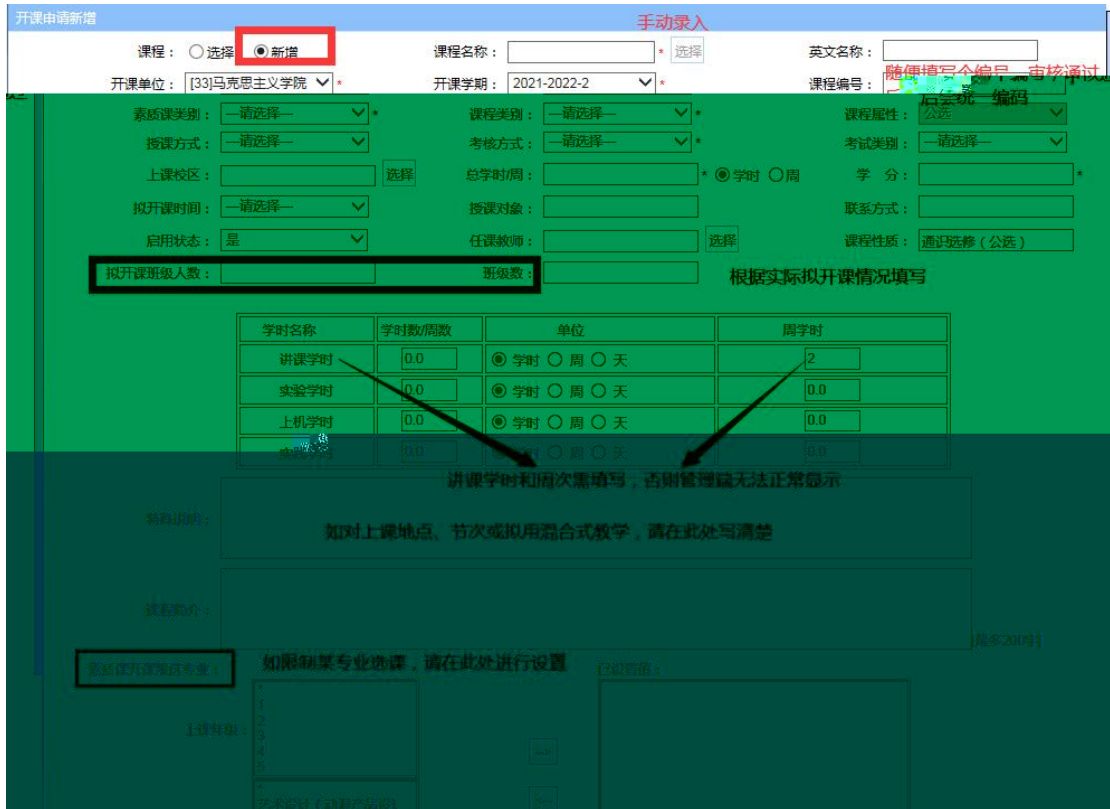 开课申请新增
手动录入
课程： 选择 新增 课程名称： * 选择 英文名称：
开课单位： [33]马克思主义学院 * 开课学期： 2021-2022-2 * 课程编号： 随便填写个编号，审核通过
后会统一编码
素质课类别： —请选择— * 课程类别： —请选择— * 课程属性： 公选
授课方式： —请选择— 考核方式： —请选择— * 考试类别： —请选择—
上课校区： 选择 总学时/周： * 学时 周 学 分： *
拟开课时间： —请选择— 授课对象： 联系方式：
启用状态： 是 任课教师： 选择 课程性质： 通识选修（公选）
拟开课班级人数： 班级数： 根据实际拟开课情况填写
学时名称 学时数/周数 单位 周学时
讲课学时 0.0 学时 周 天 2
实验学时 0.0 学时 周 天 0.0
上机学时 0.0 学时 周 天 0.0
0.0 学时 周 天 0.0
讲课学时和周次需填写，否则管理端无法正常显示
特殊说明：
如对上课地点、节次或拟用混合式教学，请在此处写清楚
课程简介：
如限制某专业选课，请在此处进行设置
上课年级：
*
1
2
3
4
5